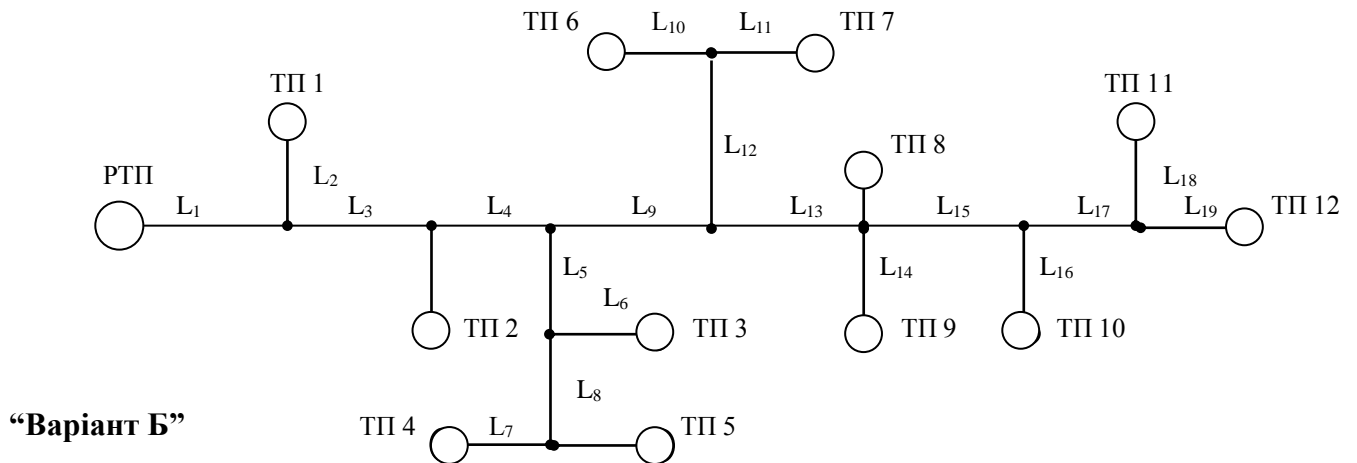 ТП 6
L10
L11
ТП 7
ТП 1
ТП 11
L12
ТП 8
РТП
L2
L18
L1
L3
L4
L9
L13
L15
L17
L19
ТП 12
L5
L14
L16
L6
ТП 2
ТП 3
ТП 9
ТП 10
L8
“Варіант Б”
ТП 4
L7
ТП 5